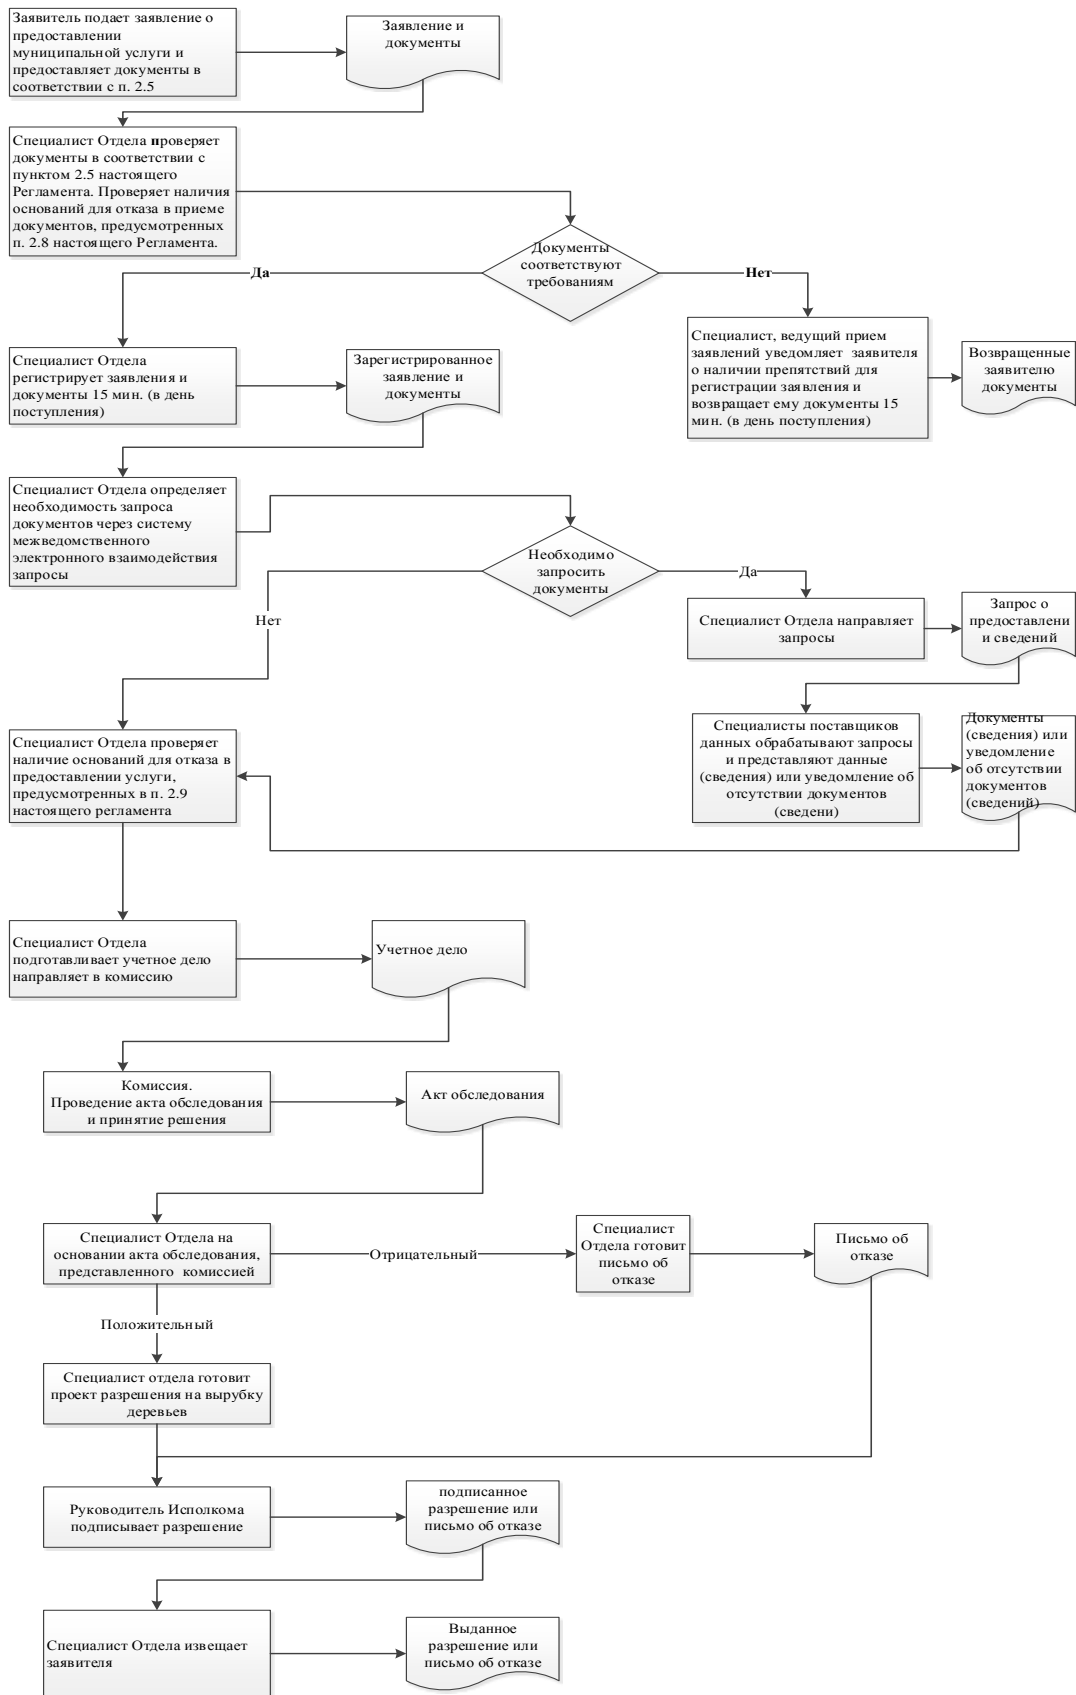 Заявитель подает заявление о
предоставлении
муниципальной услуги и
предоставляет документы в
соответствии с п. 2.5
Заявление и
документы
Специалист Отдела проверяет
документы в соответствии с
пунктом 2.5 настоящего
Регламента. Проверяет наличия
оснований для отказа в приеме
документов, предусмотренных
п. 2.8 настоящего Регламента.
Документы
соответствуют
требованиям
Да
Нет
Специалист Отдела
регистрирует заявления и
документы 15 мин. (в день
поступления)
Зарегистрированное
заявление и
документы
Специалист, ведущий прием
заявлений уведомляет заявителя
о наличии препятствий для
регистрации заявления и
возвращает ему документы 15
мин. (в день поступления)
Возвращенные
заявителю
документы
Специалист Отдела определяет
необходимость запроса
документов через систему
межведомственного
электронного взаимодействия
запросы
Необходимо
запросить
документы
Да
Нет
Специалист Отдела направляет
запросы
Запрос о
предоставлени
и сведений
Специалисты поставщиков
данных обрабатывают запросы
и представляют данные
(сведения) или уведомление об
отсутствии документов
(сведени)
Документы
(сведения) или
уведомление
об отсутствии
документов
(сведений)
Специалист Отдела проверяет
наличие оснований для отказа в
предоставлении услуги,
предусмотренных в п. 2.9
настоящего регламента
Специалист Отдела
подготавливает учетное дело
направляет в комиссию
Учетное дело
Комиссия.
Проведение акта обследования
и принятие решения
Акт обследования
Специалист Отдела на
основании акта обследования,
представленного комиссией
Отрицательный
Специалист
Отдела готовит
письмо об
отказе
Письмо об
отказе
Положительный
Специалист отдела готовит
проект разрешения на вырубку
деревьев
Руководитель Исполкома
подписывает разрешение
подписанное
разрешение или
письмо об отказе
Специалист Отдела извещает
заявителя
Выданное
разрешение или
письмо об отказе